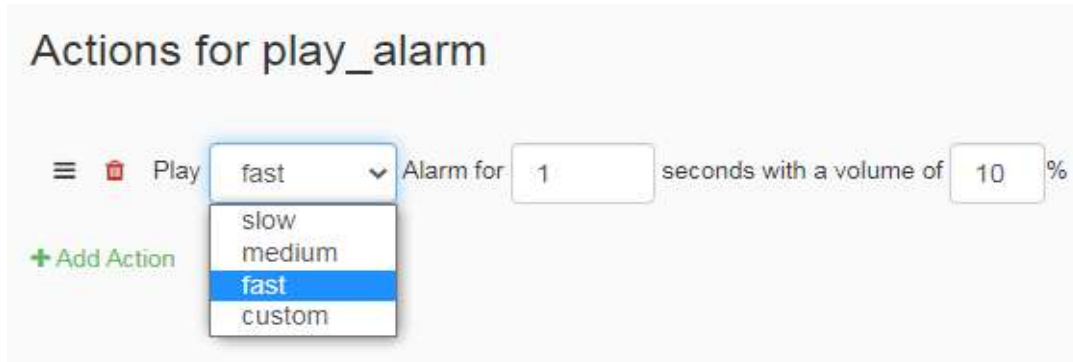 Actions for play_alarm
Play fast Alarm for 1 seconds with a volume of 10 %
slow
medium
+ Add Action
fast
custom